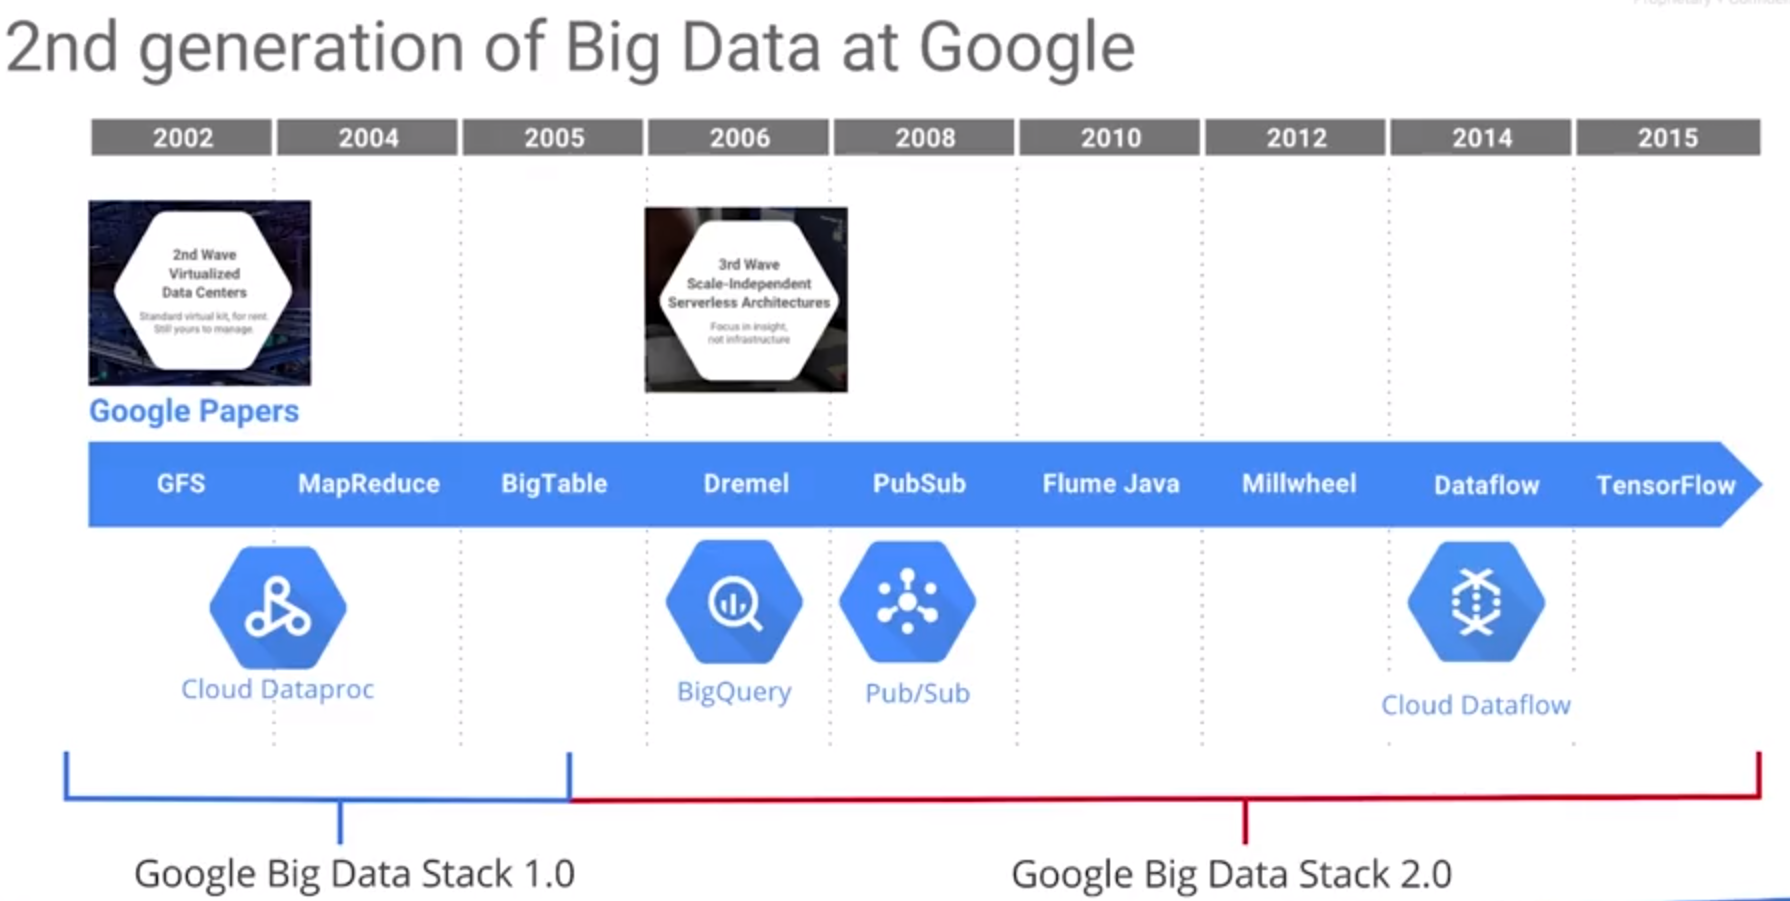 2nd generation of Big Data at Google
2002 2004 2005 2006 2008 2010 2012 2014 2015
2nd Wave
Virtualized
Data Centers
Standard virtual kit, for rent.
Still yours to manage.
3rd Wave
Scale-Independent
Serverless Architectures
Focus in insight,
not infrastructure
Google Papers
GFS MapReduce BigTable Dremel PubSub Flume Java Millwheel Dataflow TensorFlow
Cloud Dataproc
BigQuery
Pub/Sub
Cloud Dataflow
Google Big Data Stack 1.0
Google Big Data Stack 2.0